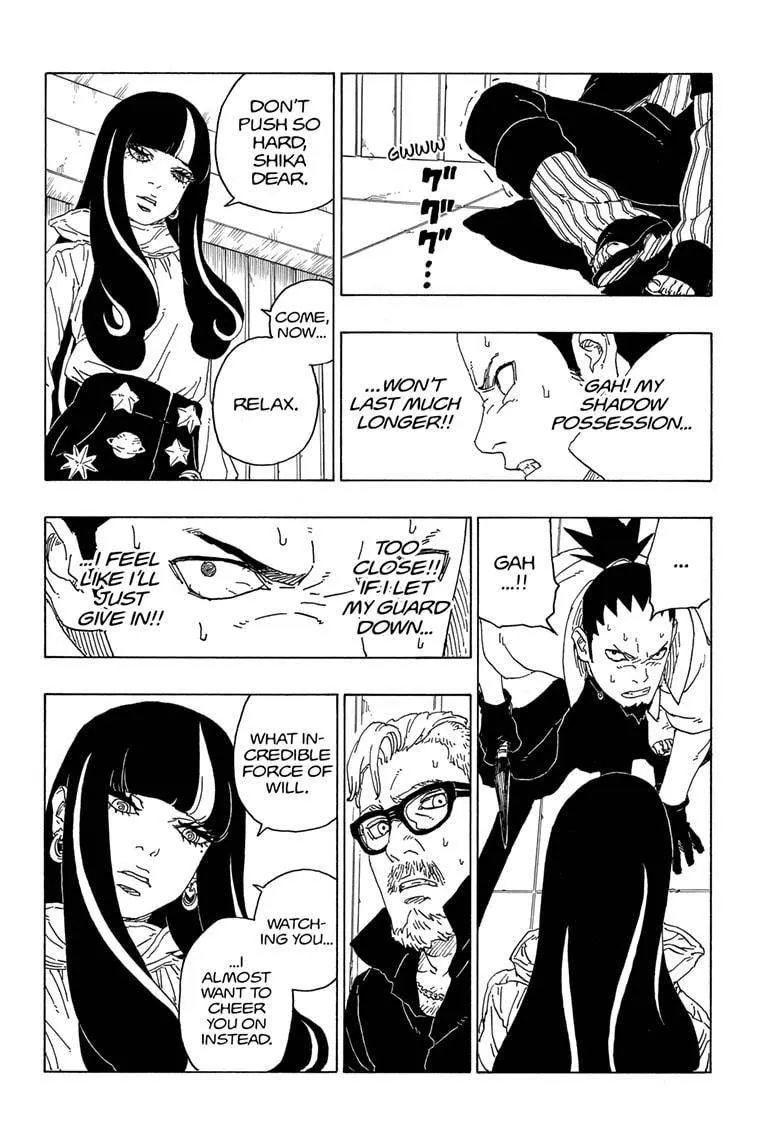 GWWW
グ"
グ"
グ"
...
DON'T
PUSH SO
HARD,
SHIKA
DEAR.
COME,
NOW...
RELAX.
GAH! MY
SHADOW
POSSESSION...
...WON'T
LAST MUCH
LONGER!!
...
GAH
...!!
TOO
CLOSE!!
IF I LET
MY GUARD
DOWN...
...I FEEL
LIKE I'LL
JUST
GIVE IN!!
WHAT IN-
CREDIBLE
FORCE OF
WILL.
WATCH-
ING YOU...
...I
ALMOST
WANT TO
CHEER
YOU ON
INSTEAD.